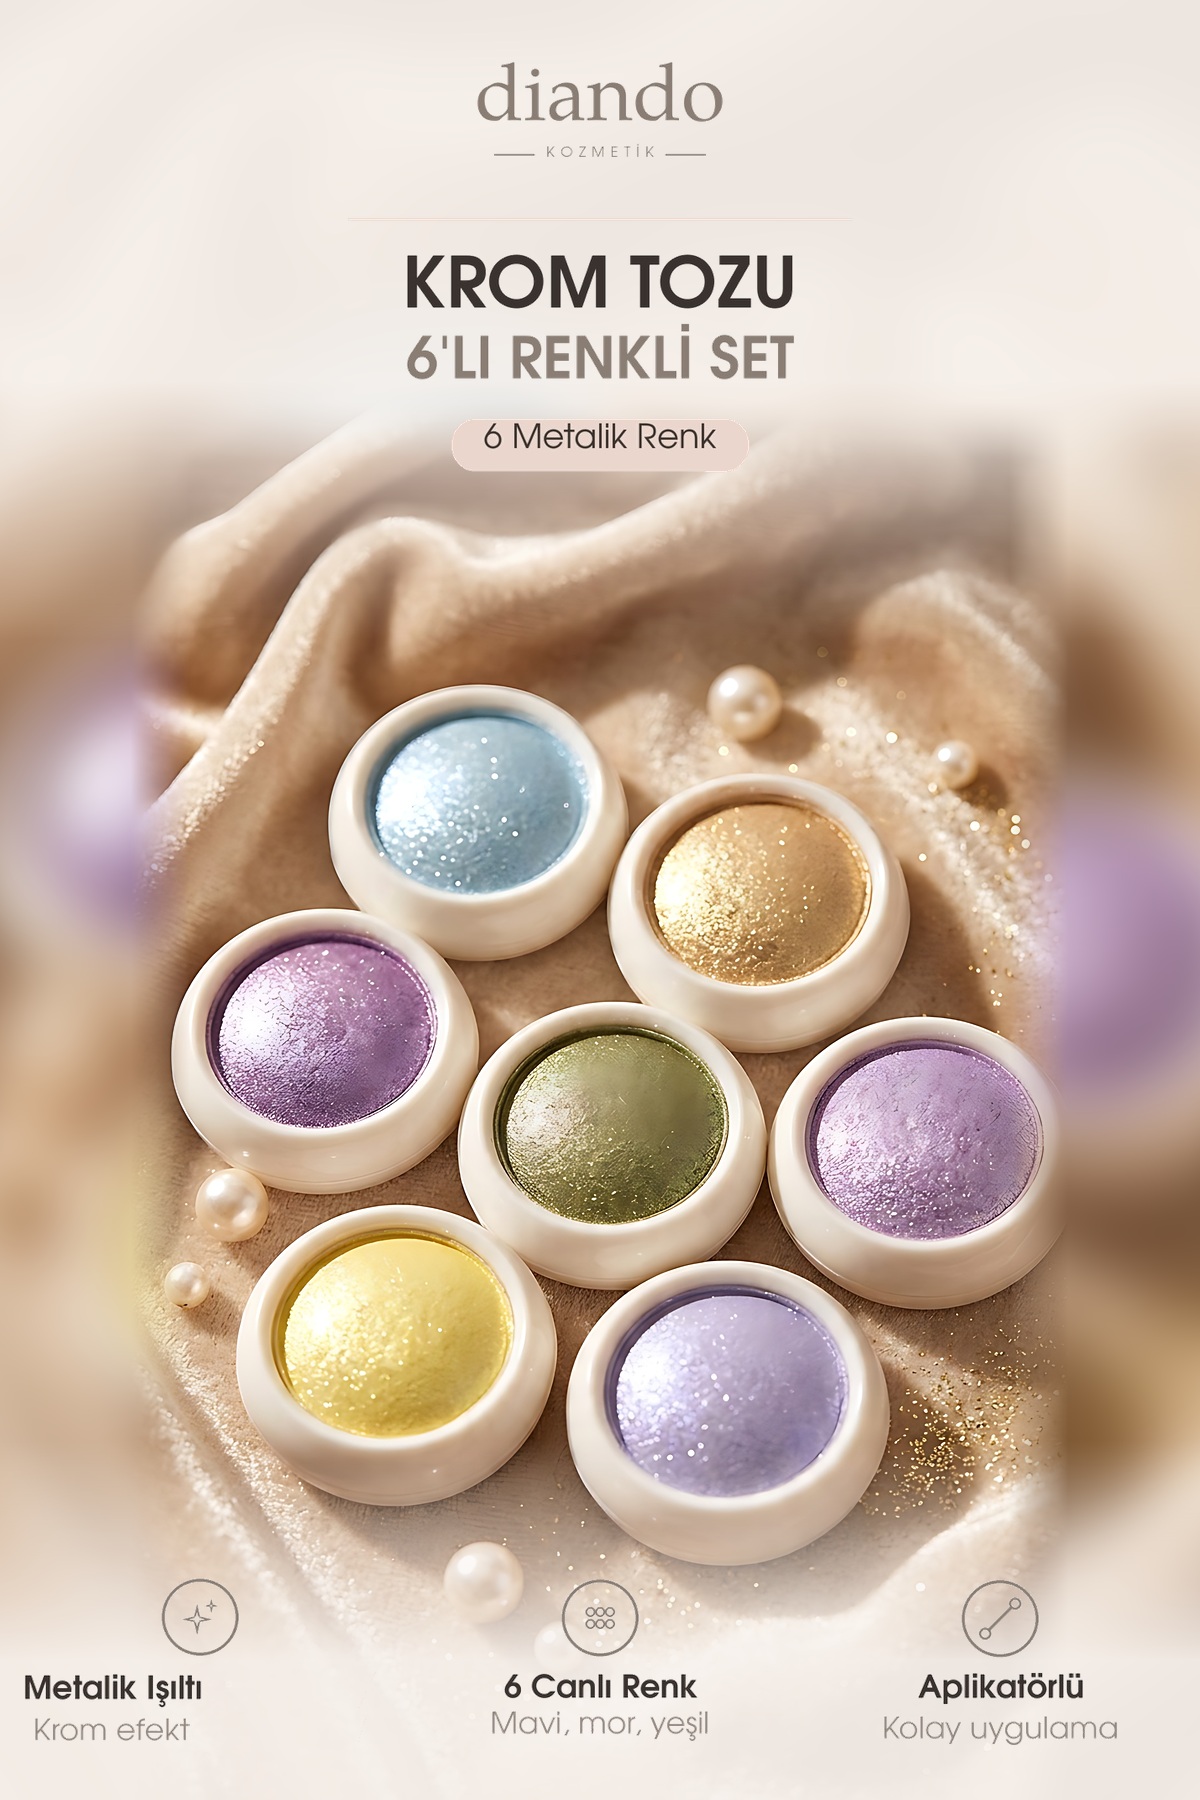 diando
KOZMETİK
KROM TOZU
6'LI RENKLİ SET
6 Metalik Renk
Metalik Işıltı
Krom efekt
6 Canlı Renk
Mavi, mor, yeşil
Aplikatörlü
Kolay uygulama